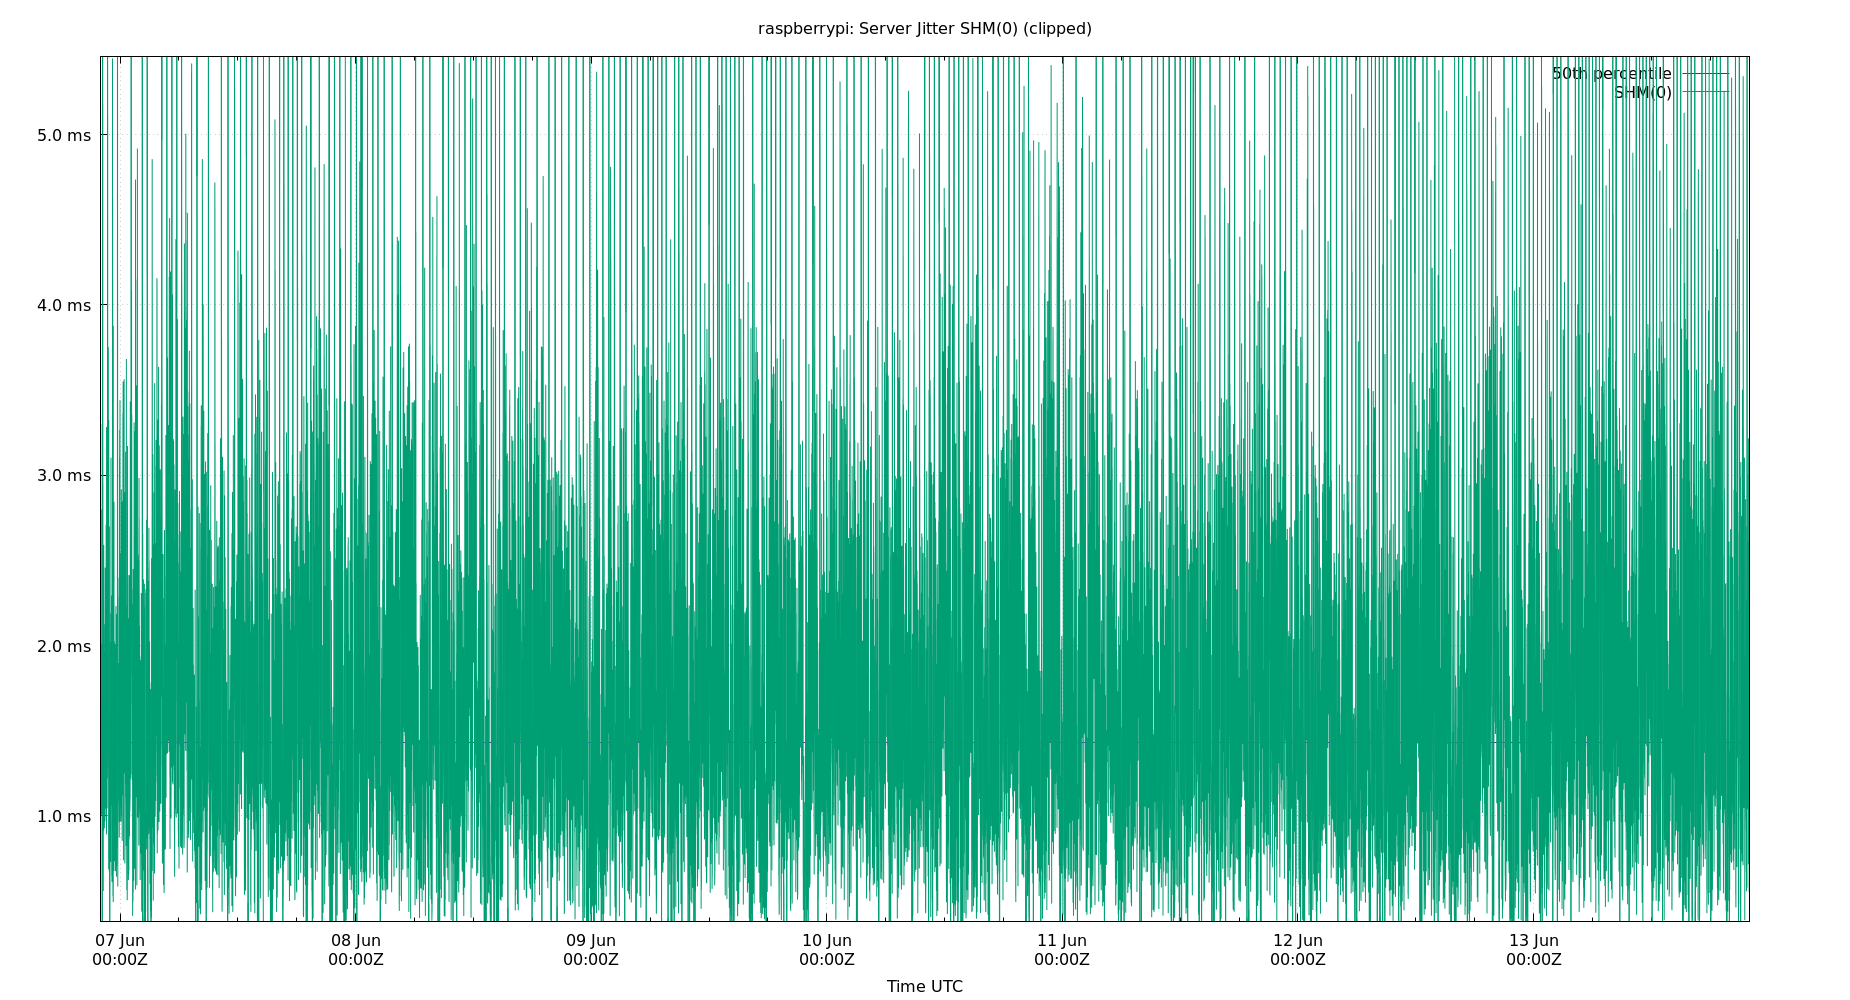 raspberrypi: Server Jitter SHM(0) (clipped)
50th percentile
SHM(0)
5.0 ms
4.0 ms
3.0 ms
2.0 ms
1.0 ms
07 Jun 08 Jun 09 Jun 10 Jun 11 Jun 12 Jun 13 Jun
00:00Z 00:00Z 00:00Z 00:00Z 00:00Z 00:00Z 00:00Z
Time UTC